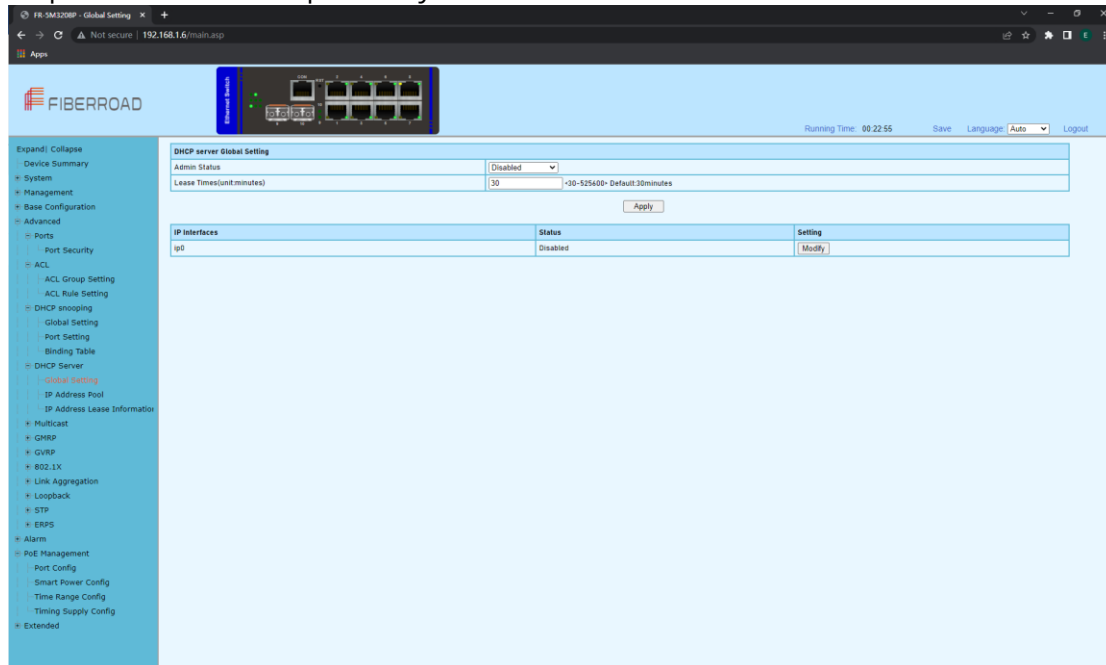 FR-5M3208P - Global Setting
Not secure | 192.168.1.6/main.asp
Apps
FIBERROAD
Ethernet Switch
CON
Running Time: 00:22:55 Save Language: Auto Logout
Expand| Collapse
Device Summary
System
Management
Base Configuration
Advanced
Ports
Port Security
ACL
ACL Group Setting
ACL Rule Setting
DHCP snooping
Global Setting
Port Setting
Binding Table
DHCP Server
Global Setting
IP Address Pool
IP Address Lease Information
Multicast
GMRP
GVRP
802.1X
Link Aggregation
Loopback
STP
ERPS
Alarm
PoE Management
Port Config
Smart Power Config
Time Range Config
Timing Supply Config
Extended
DHCP server Global Setting
Admin Status Disabled
Lease Times(unit:minutes) 30 <30-525600> Default:30minutes
Apply
IP Interfaces Status Setting
ip0 Disabled Modify